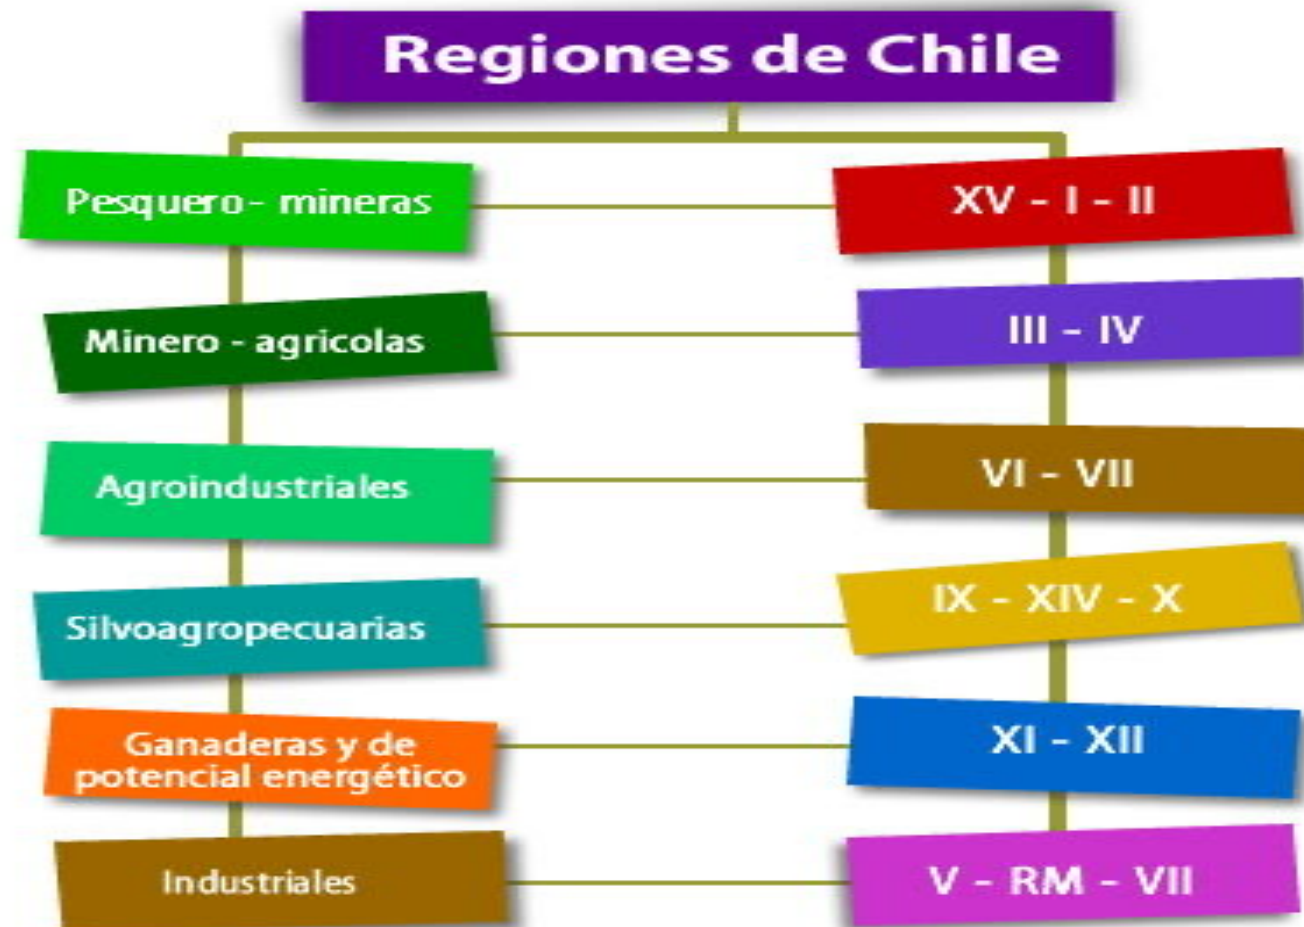 Regiones de Chile
Pesquero - mineras
XV - I - II
Minero - agricolas
III - IV
Agroindustriales
VI - VII
Silvoagropecuarias
IX - XIV - X
Ganaderas y de
potencial energético
XI - XII
Industriales
V - RM - VII